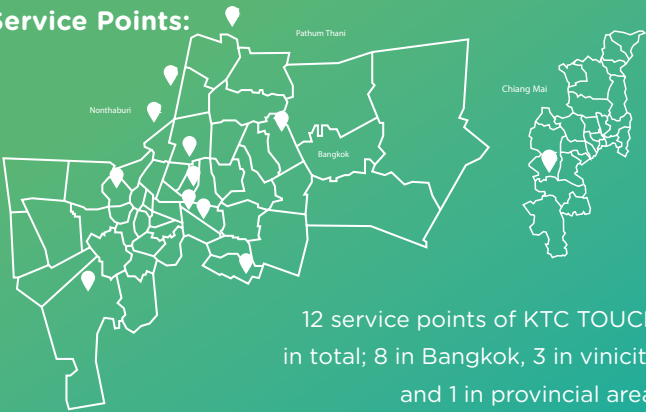 Service Points:
Pathum Thani
Chiang Mai
Nonthaburi
Bangkok
12 service points of KTC TOUCH
in total; 8 in Bangkok, 3 in vinicit
and 1 in provincial area